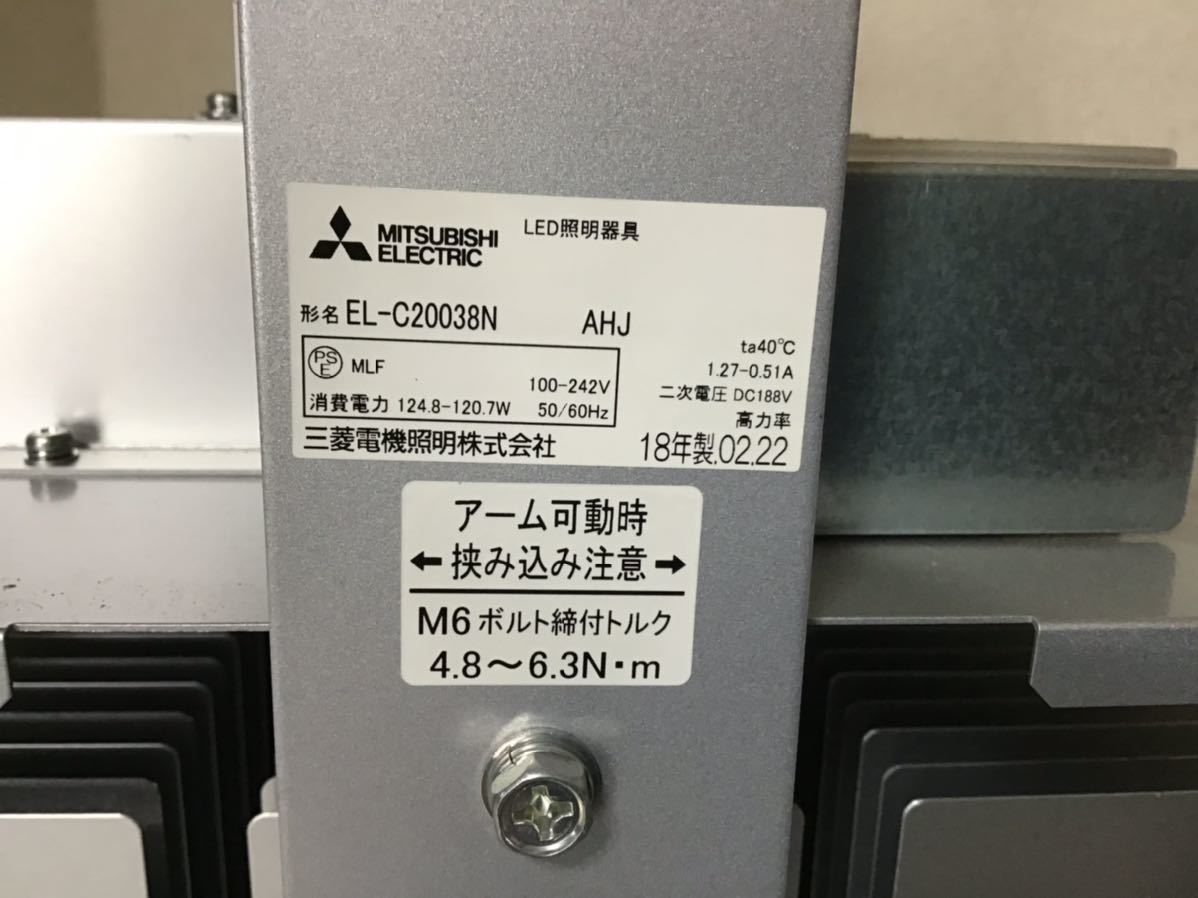 MITSUBISHI
ELECTRIC
LED照明器具
形名 EL-C20038N AHJ
PSE MLF
100-242V
消費電力 124.8-120.7W 50/60Hz
ta40℃
1.27-0.51A
二次電圧 DC188V
高力率
三菱電機照明株式会社 18年製.02.22
アーム可動時
←挟み込み注意→
M6ボルト締付トルク
4.8～6.3N・m